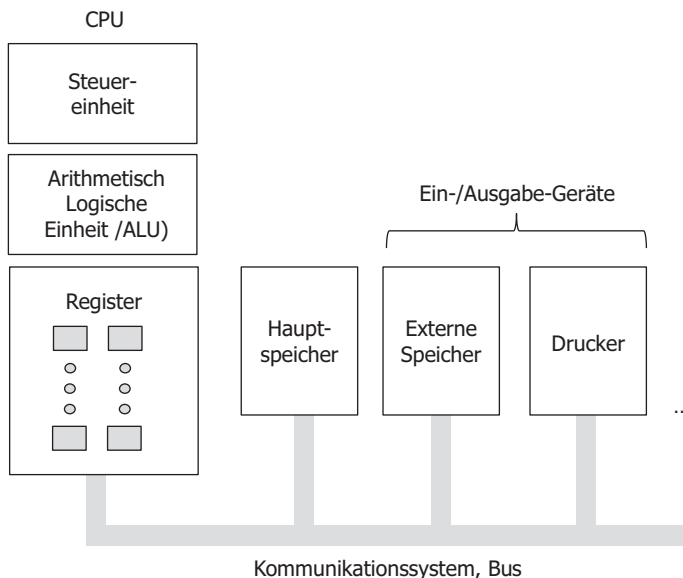 CPU
Steuer-
einheit
Arithmetisch
Logische
Einheit /ALU)
Ein-/Ausgabe-Geräte
Register
Haupt-
speicher
Externe
Speicher
Drucker
..
Kommunikationssystem, Bus